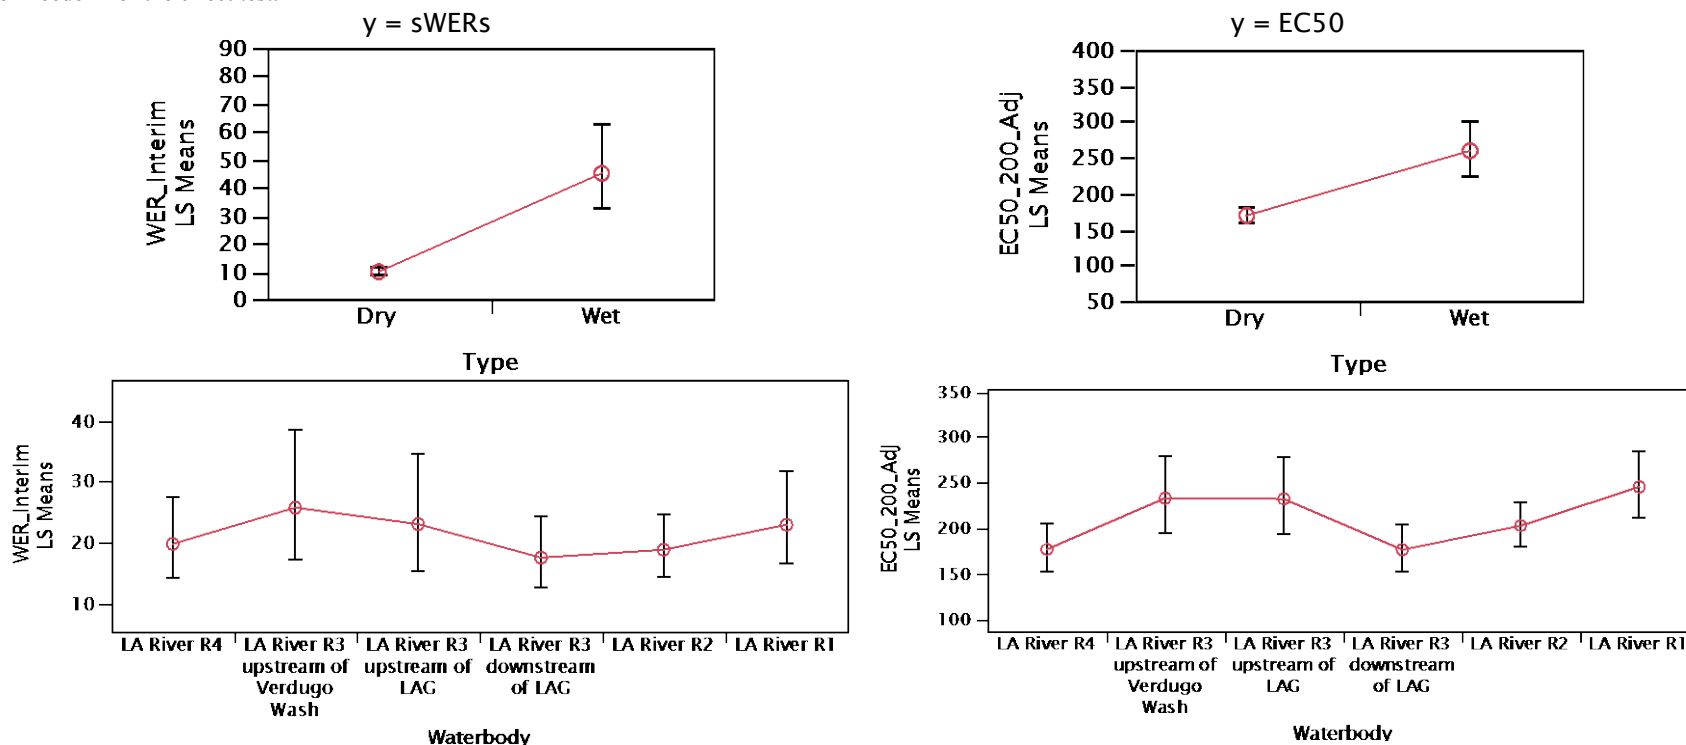 y = sWERs
WER_Interim
LS Means
90
80
70
60
50
40
30
20
10
0
Dry Wet
Type
y = EC50
EC50_200_Adj
LS Means
400
350
300
250
200
150
100
50
Dry Wet
Type
WER_Interim
LS Means
40
30
20
10
LA River R4
LA River R3
upstream of
Verdugo
Wash
LA River R3
upstream of
LAG
LA River R3
downstream
of LAG
LA River R2
LA River R1
Waterbody
EC50_200_Adj
LS Means
350
300
250
200
150
100
LA River R4
LA River R3
upstream of
Verdugo
Wash
LA River R3
upstream of
LAG
LA River R3
downstream
of LAG
LA River R2
LA River R1
Waterbody